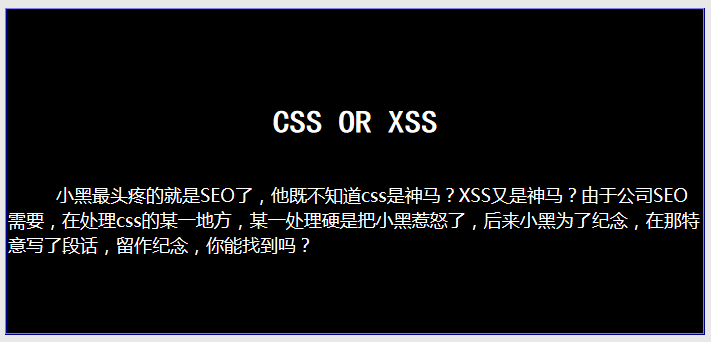 CSS OR XSS
小黑最头疼的就是SEO了，他既不知道css是神马？XSS又是神马？由于公司SEO
需要，在处理css的某一地方，某一处理硬是把小黑惹怒了，后来小黑为了纪念，在那特
意写了段话，留作纪念，你能找到吗？